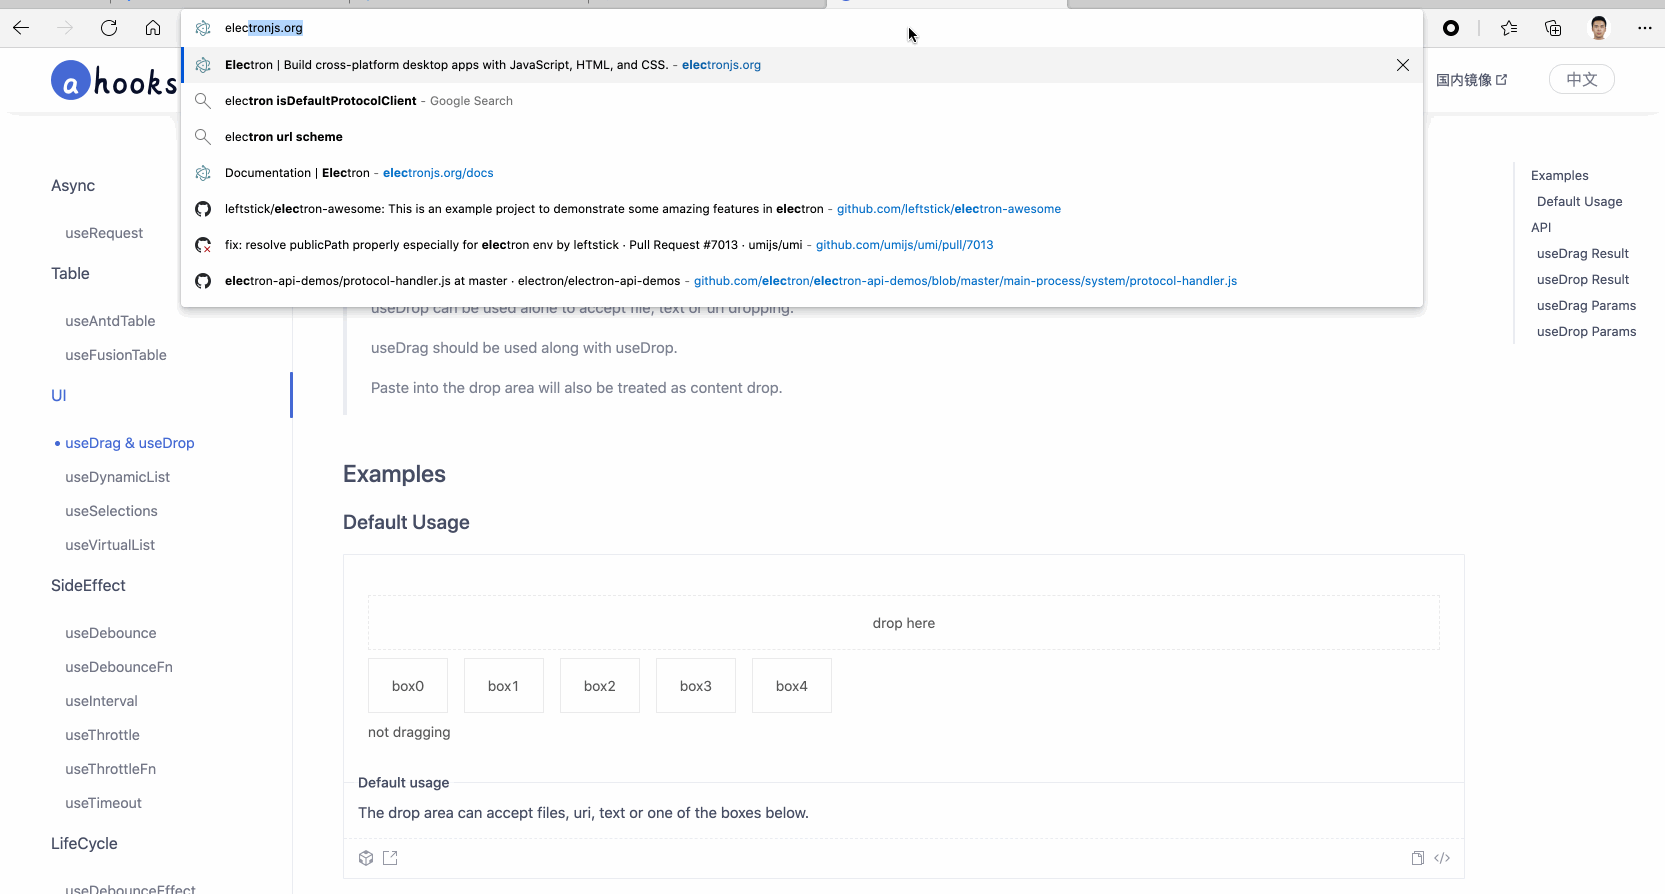 electronjs.org
Electron | Build cross-platform desktop apps with JavaScript, HTML, and CSS. - electronjs.org
electron isDefaultProtocolClient - Google Search
electron url scheme
Documentation | Electron - electronjs.org/docs
leftstick/electron-awesome: This is an example project to demonstrate some amazing features in electron - github.com/leftstick/electron-awesome
fix: resolve publicPath properly especially for electron env by leftstick · Pull Request #7013 · umijs/umi - github.com/umijs/umi/pull/7013
electron-api-demos/protocol-handler.js at master · electron/electron-api-demos - github.com/electron/electron-api-demos/blob/master/main-process/system/protocol-handler.js
a hooks
国内镜像
中文
Async
useRequest
Table
useAntdTable
useFusionTable
UI
useDrag & useDrop
useDynamicList
useSelections
useVirtualList
SideEffect
useDebounce
useDebounceFn
useInterval
useThrottle
useThrottleFn
useTimeout
LifeCycle
useDebounceEffect
useDrop can be used alone to accept file, text or uri dropping.
useDrag should be used along with useDrop.
Paste into the drop area will also be treated as content drop.
Examples
Default Usage
drop here
box0
box1
box2
box3
box4
not dragging
Default usage
The drop area can accept files, uri, text or one of the boxes below.
</>
Examples
Default Usage
API
useDrag Result
useDrop Result
useDrag Params
useDrop Params